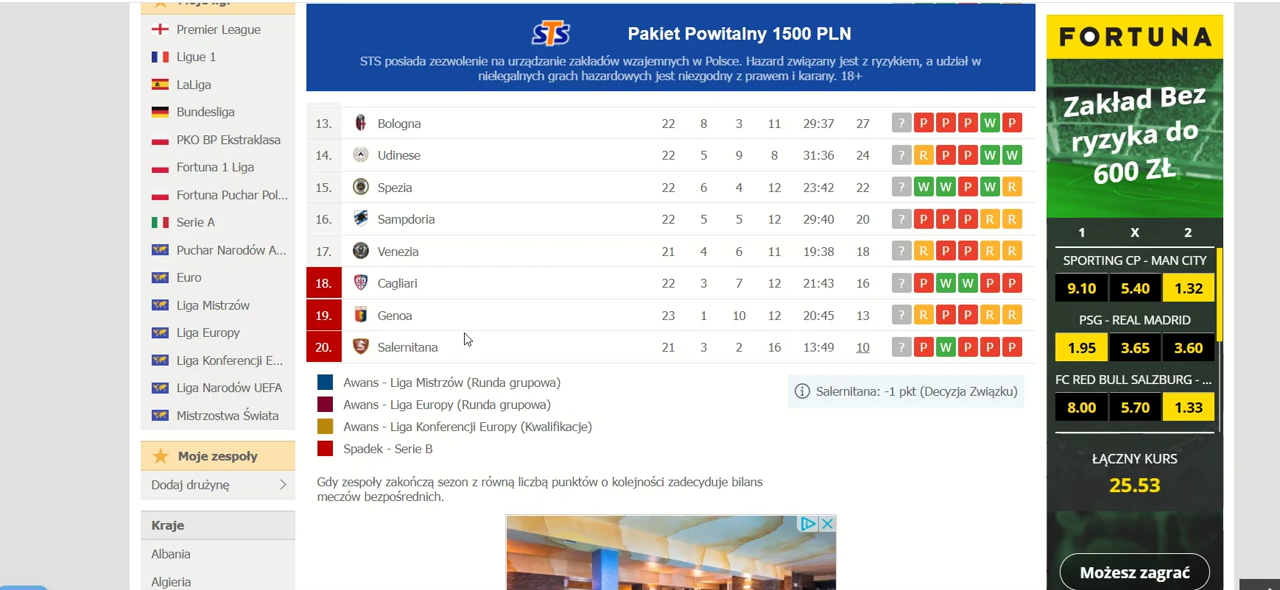 Premier League
Ligue 1
LaLiga
Bundesliga
PKO BP Ekstraklasa
Fortuna 1 Liga
Fortuna Puchar Pol...
Serie A
Puchar Narodów A...
Euro
Liga Mistrzów
Liga Europy
Liga Konferencji E...
Liga Narodów UEFA
Mistrzostwa Świata
Moje zespoły
Dodaj drużynę
Kraje
Albania
Algieria
STS Pakiet Powitalny 1500 PLN
STS posiada zezwolenie na urządzanie zakładów wzajemnych w Polsce. Hazard związany jest z ryzykiem, a udział w
nielegalnych grach hazardowych jest niezgodny z prawem i karany. 18+
13. Bologna 22 8 3 11 29:37 27 ? P P P W P
14. Udinese 22 5 9 8 31:36 24 ? R P P W W
15. Spezia 22 6 4 12 23:42 22 ? W W P W R
16. Sampdoria 22 5 5 12 29:40 20 ? P P P R R
17. Venezia 21 4 6 11 19:38 18 ? R P P R R
18. Cagliari 22 3 7 12 21:43 16 ? P W W P P
19. Genoa 23 1 10 12 20:45 13 ? R P P R R
20. Salernitana 21 3 2 16 13:49 10 ? P W P P P
Awans - Liga Mistrzów (Runda grupowa)
Awans - Liga Europy (Runda grupowa)
Awans - Liga Konferencji Europy (Kwalifikacje)
Spadek - Serie B
Salernitana: -1 pkt (Decyzja Związku)
Gdy zespoły zakończą sezon z równą liczbą punktów o kolejności zadecyduje bilans
meczów bezpośrednich.
FORTUNA
Zakład Bez
ryzyka do
600 ZŁ
1 X 2
SPORTING CP - MAN CITY
9.10 5.40 1.32
PSG - REAL MADRID
1.95 3.65 3.60
FC RED BULL SALZBURG - ...
8.00 5.70 1.33
ŁĄCZNY KURS
25.53
Możesz zagrać